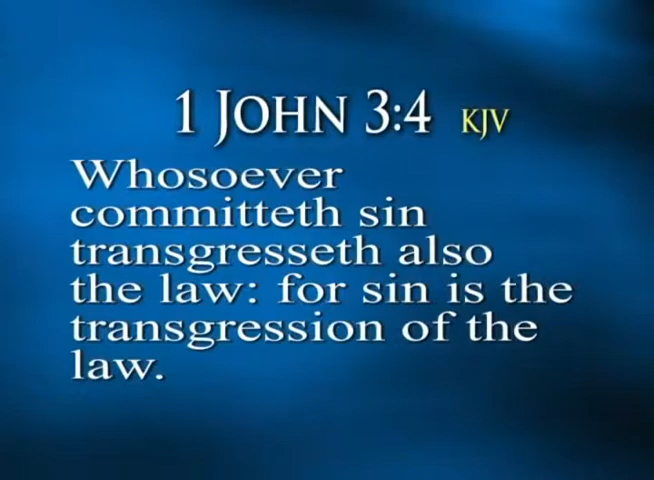 1 JOHN 3:4 KJV
Whosoever
committeth sin
transgresseth also
the law: for sin is the
transgression of the
law.